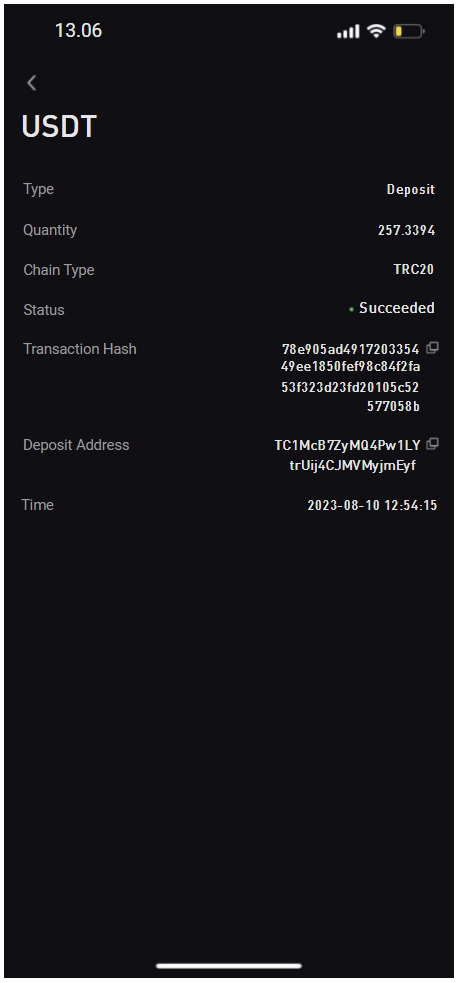 13.06
USDT
Type Deposit
Quantity 257.3394
Chain Type TRC20
Status Succeeded
Transaction Hash 78e905ad4917203354
49ee1850fef98c84f2fa
53f323d23fd20105c52
577058b
Deposit Address TC1McB7ZyMQ4Pw1LY
trUij4CJMVMyjmEyf
Time 2023-08-10 12:54:15